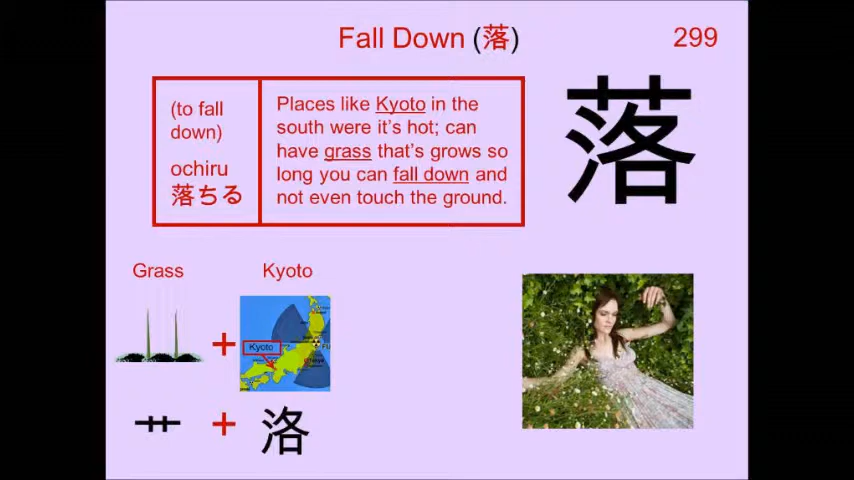 Fall Down (落)
299
(to fall
down)
ochiru
落ちる
Places like Kyoto in the
south were it's hot; can
have grass that's grows so
long you can fall down and
not even touch the ground.
落
Grass
Kyoto
+
Kyoto
艹 + 洛